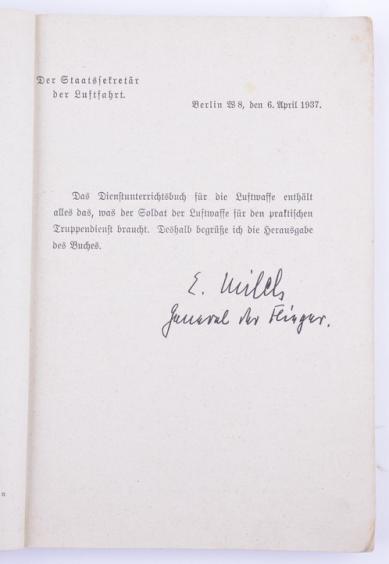 Der Staatssekretär
der Luftfahrt.
Berlin W 8, den 6. April 1937.
Das Dienstunterrichtsbuch für die Luftwaffe enthält
alles das, was der Soldat der Luftwaffe für den praktischen
Truppendienst braucht. Deshalb begrüße ich die Herausgabe
des Buches.
E. Milch
General der Flieger.